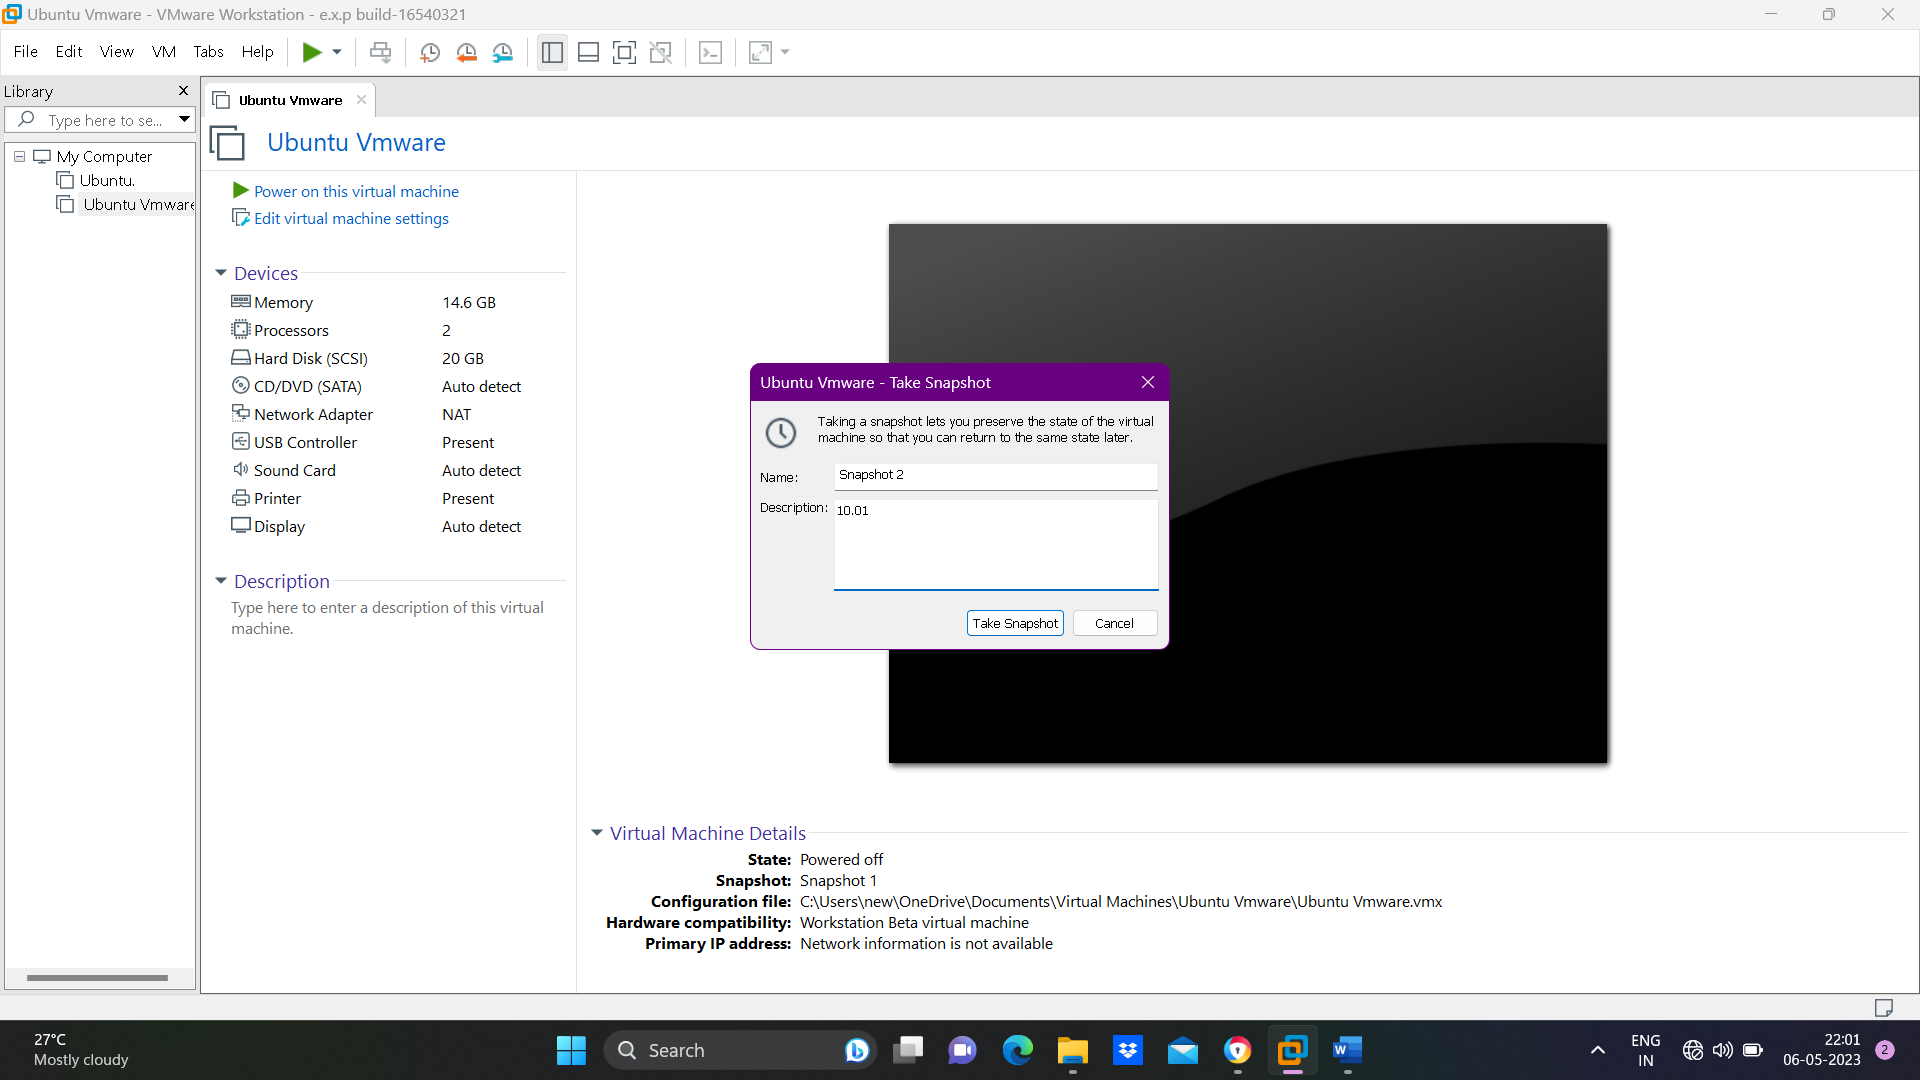 Ubuntu Vmware - VMware Workstation - e.x.p build-16540321
File Edit View VM Tabs Help
Library
Type here to se...
My Computer
Ubuntu.
Ubuntu Vmware
Ubuntu Vmware
Ubuntu Vmware
Power on this virtual machine
Edit virtual machine settings
Devices
Memory 14.6 GB
Processors 2
Hard Disk (SCSI) 20 GB
CD/DVD (SATA) Auto detect
Network Adapter NAT
USB Controller Present
Sound Card Auto detect
Printer Present
Display Auto detect
Description
Type here to enter a description of this virtual
machine.
Ubuntu Vmware - Take Snapshot
Taking a snapshot lets you preserve the state of the virtual
machine so that you can return to the same state later.
Name: Snapshot 2
Description: 10.01
Take Snapshot Cancel
Virtual Machine Details
State: Powered off
Snapshot: Snapshot 1
Configuration file: C:\Users\new\OneDrive\Documents\Virtual Machines\Ubuntu Vmware\Ubuntu Vmware.vmx
Hardware compatibility: Workstation Beta virtual machine
Primary IP address: Network information is not available
27°C
Mostly cloudy
Search
ENG
IN
22:01
06-05-2023
2